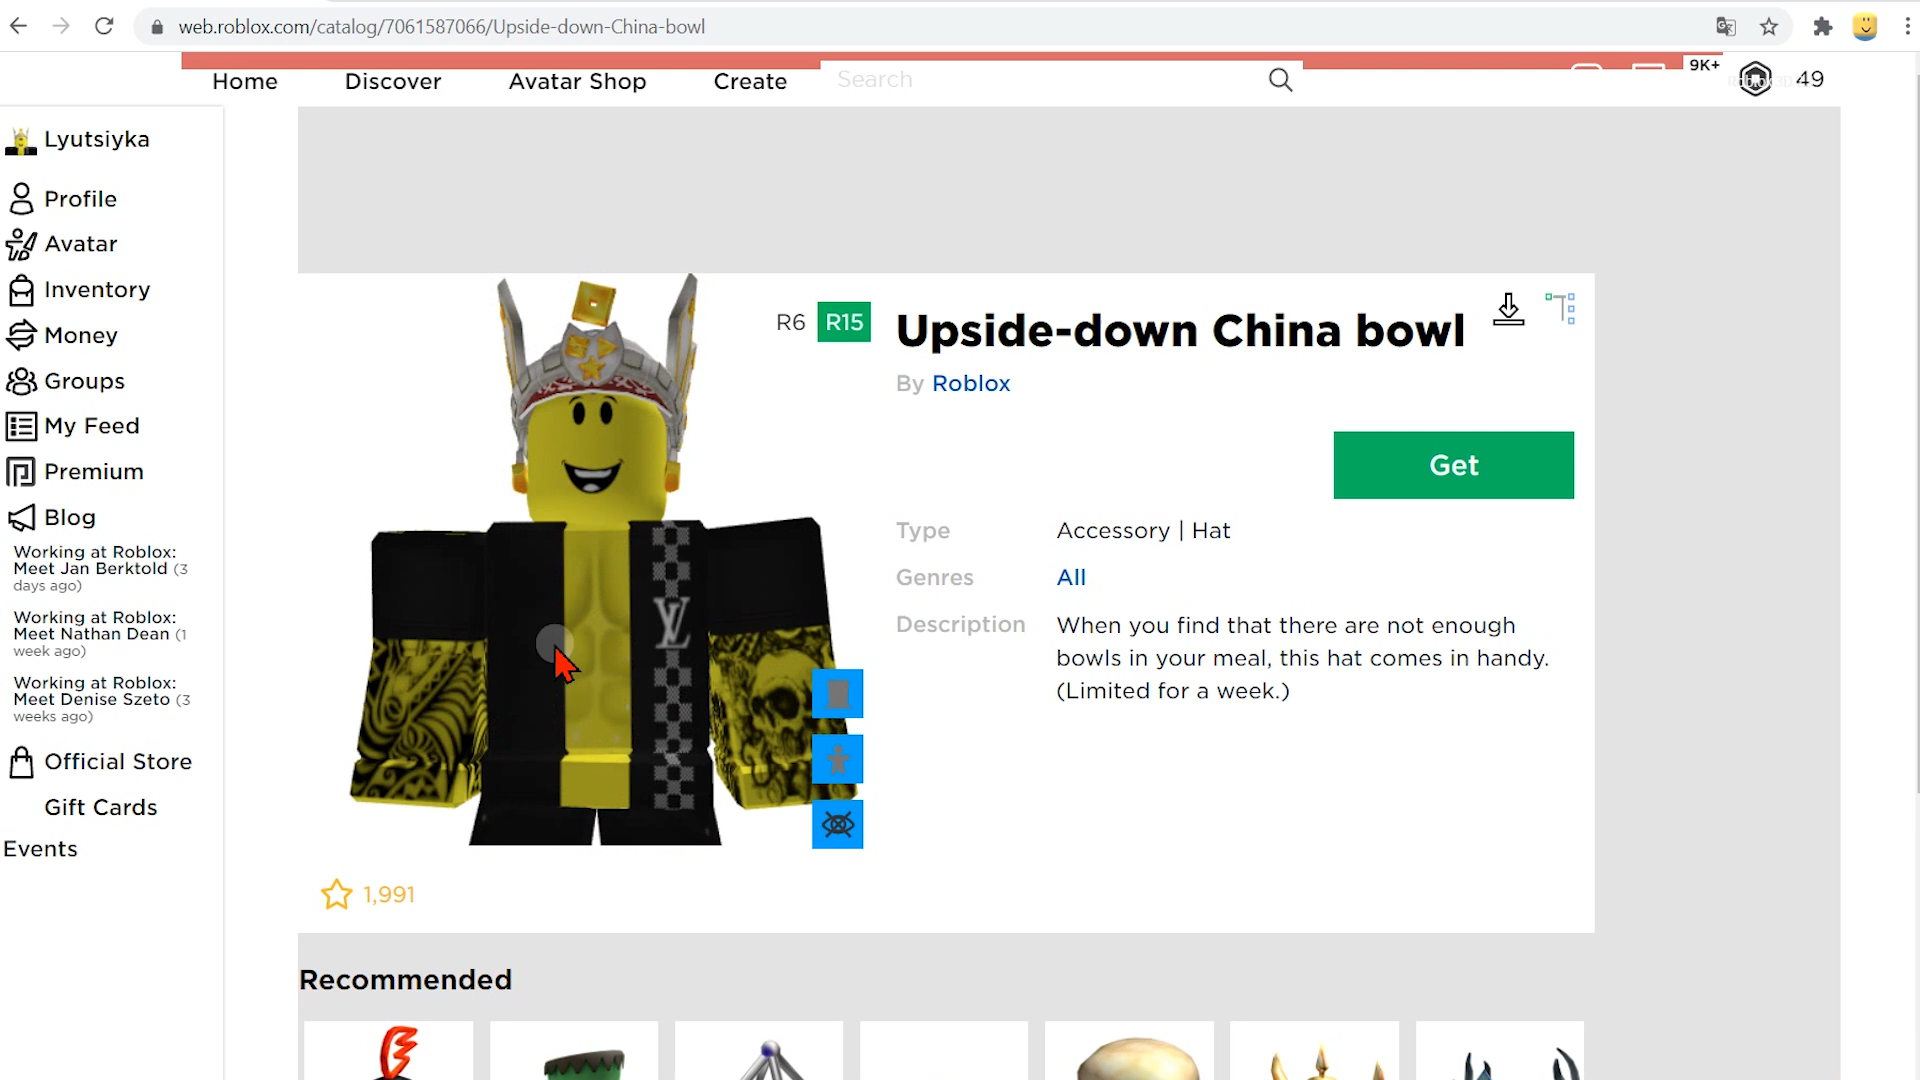 web.roblox.com/catalog/7061587066/Upside-down-China-bowl
Home
Discover
Avatar Shop
Create
Search
9K+
49
Lyutsiyka
Profile
Avatar
Inventory
Money
Groups
My Feed
Premium
Blog
Working at Roblox:
Meet Jan Berktold (3
days ago)
Working at Roblox:
Meet Nathan Dean (1
week ago)
Working at Roblox:
Meet Denise Szeto (3
weeks ago)
Official Store
Gift Cards
Events
R6
R15
Upside-down China bowl
By Roblox
Get
Type
Accessory | Hat
Genres
All
Description
When you find that there are not enough
bowls in your meal, this hat comes in handy.
(Limited for a week.)
LV
1,991
Recommended